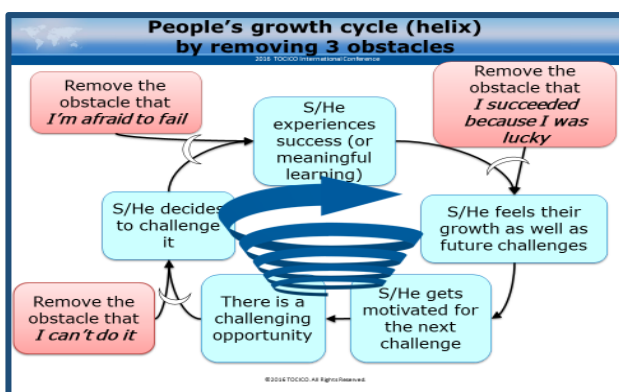 People's growth cycle (helix)
by removing 3 obstacles
2016 TOCICO International Conference
Remove the
obstacle that
I'm afraid to fail
S/He
experiences
success (or
meaningful
learning)
Remove the
obstacle that
I succeeded
because I was
lucky
S/He decides
to challenge
it
S/He feels their
growth as well as
future challenges
Remove the
obstacle that
I can't do it
There is a
challenging
opportunity
S/He gets
motivated for
the next
challenge
©2016 TOCICO. All Rights Reserved.